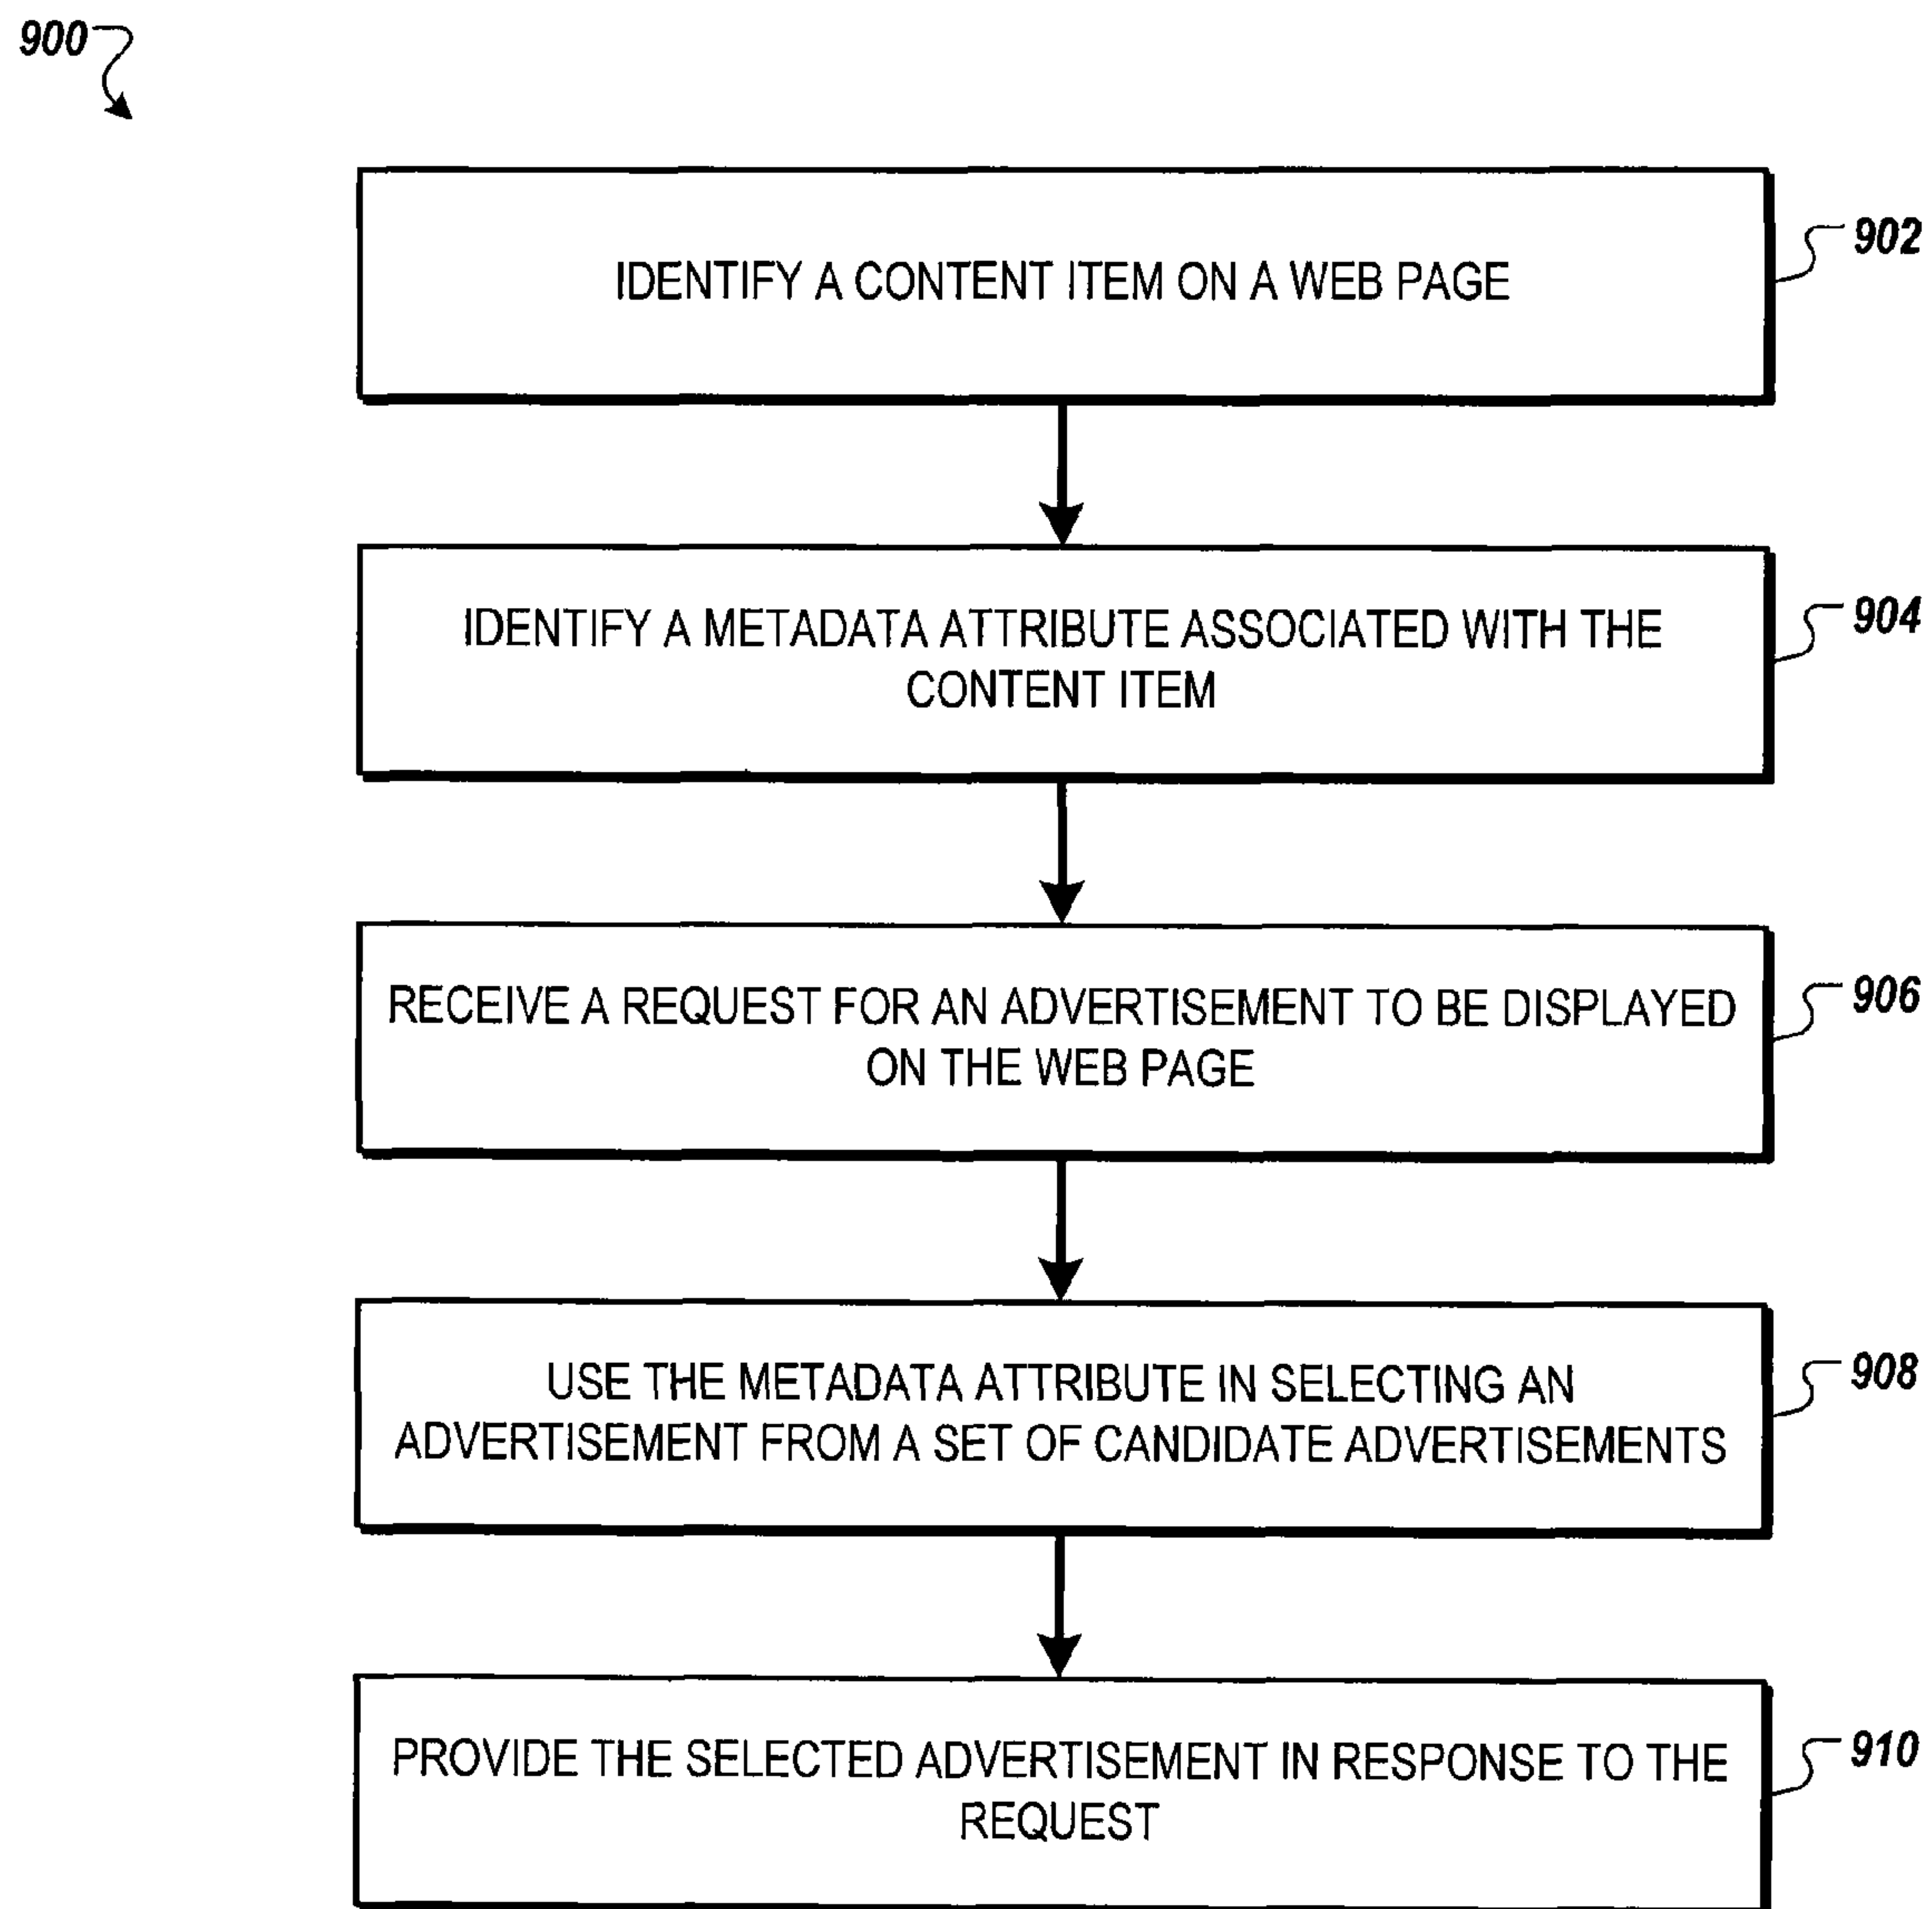 900
IDENTIFY A CONTENT ITEM ON A WEB PAGE
902
IDENTIFY A METADATA ATTRIBUTE ASSOCIATED WITH THE
CONTENT ITEM
904
RECEIVE A REQUEST FOR AN ADVERTISEMENT TO BE DISPLAYED
ON THE WEB PAGE
906
USE THE METADATA ATTRIBUTE IN SELECTING AN
ADVERTISEMENT FROM A SET OF CANDIDATE ADVERTISEMENTS
908
PROVIDE THE SELECTED ADVERTISEMENT IN RESPONSE TO THE
REQUEST
910